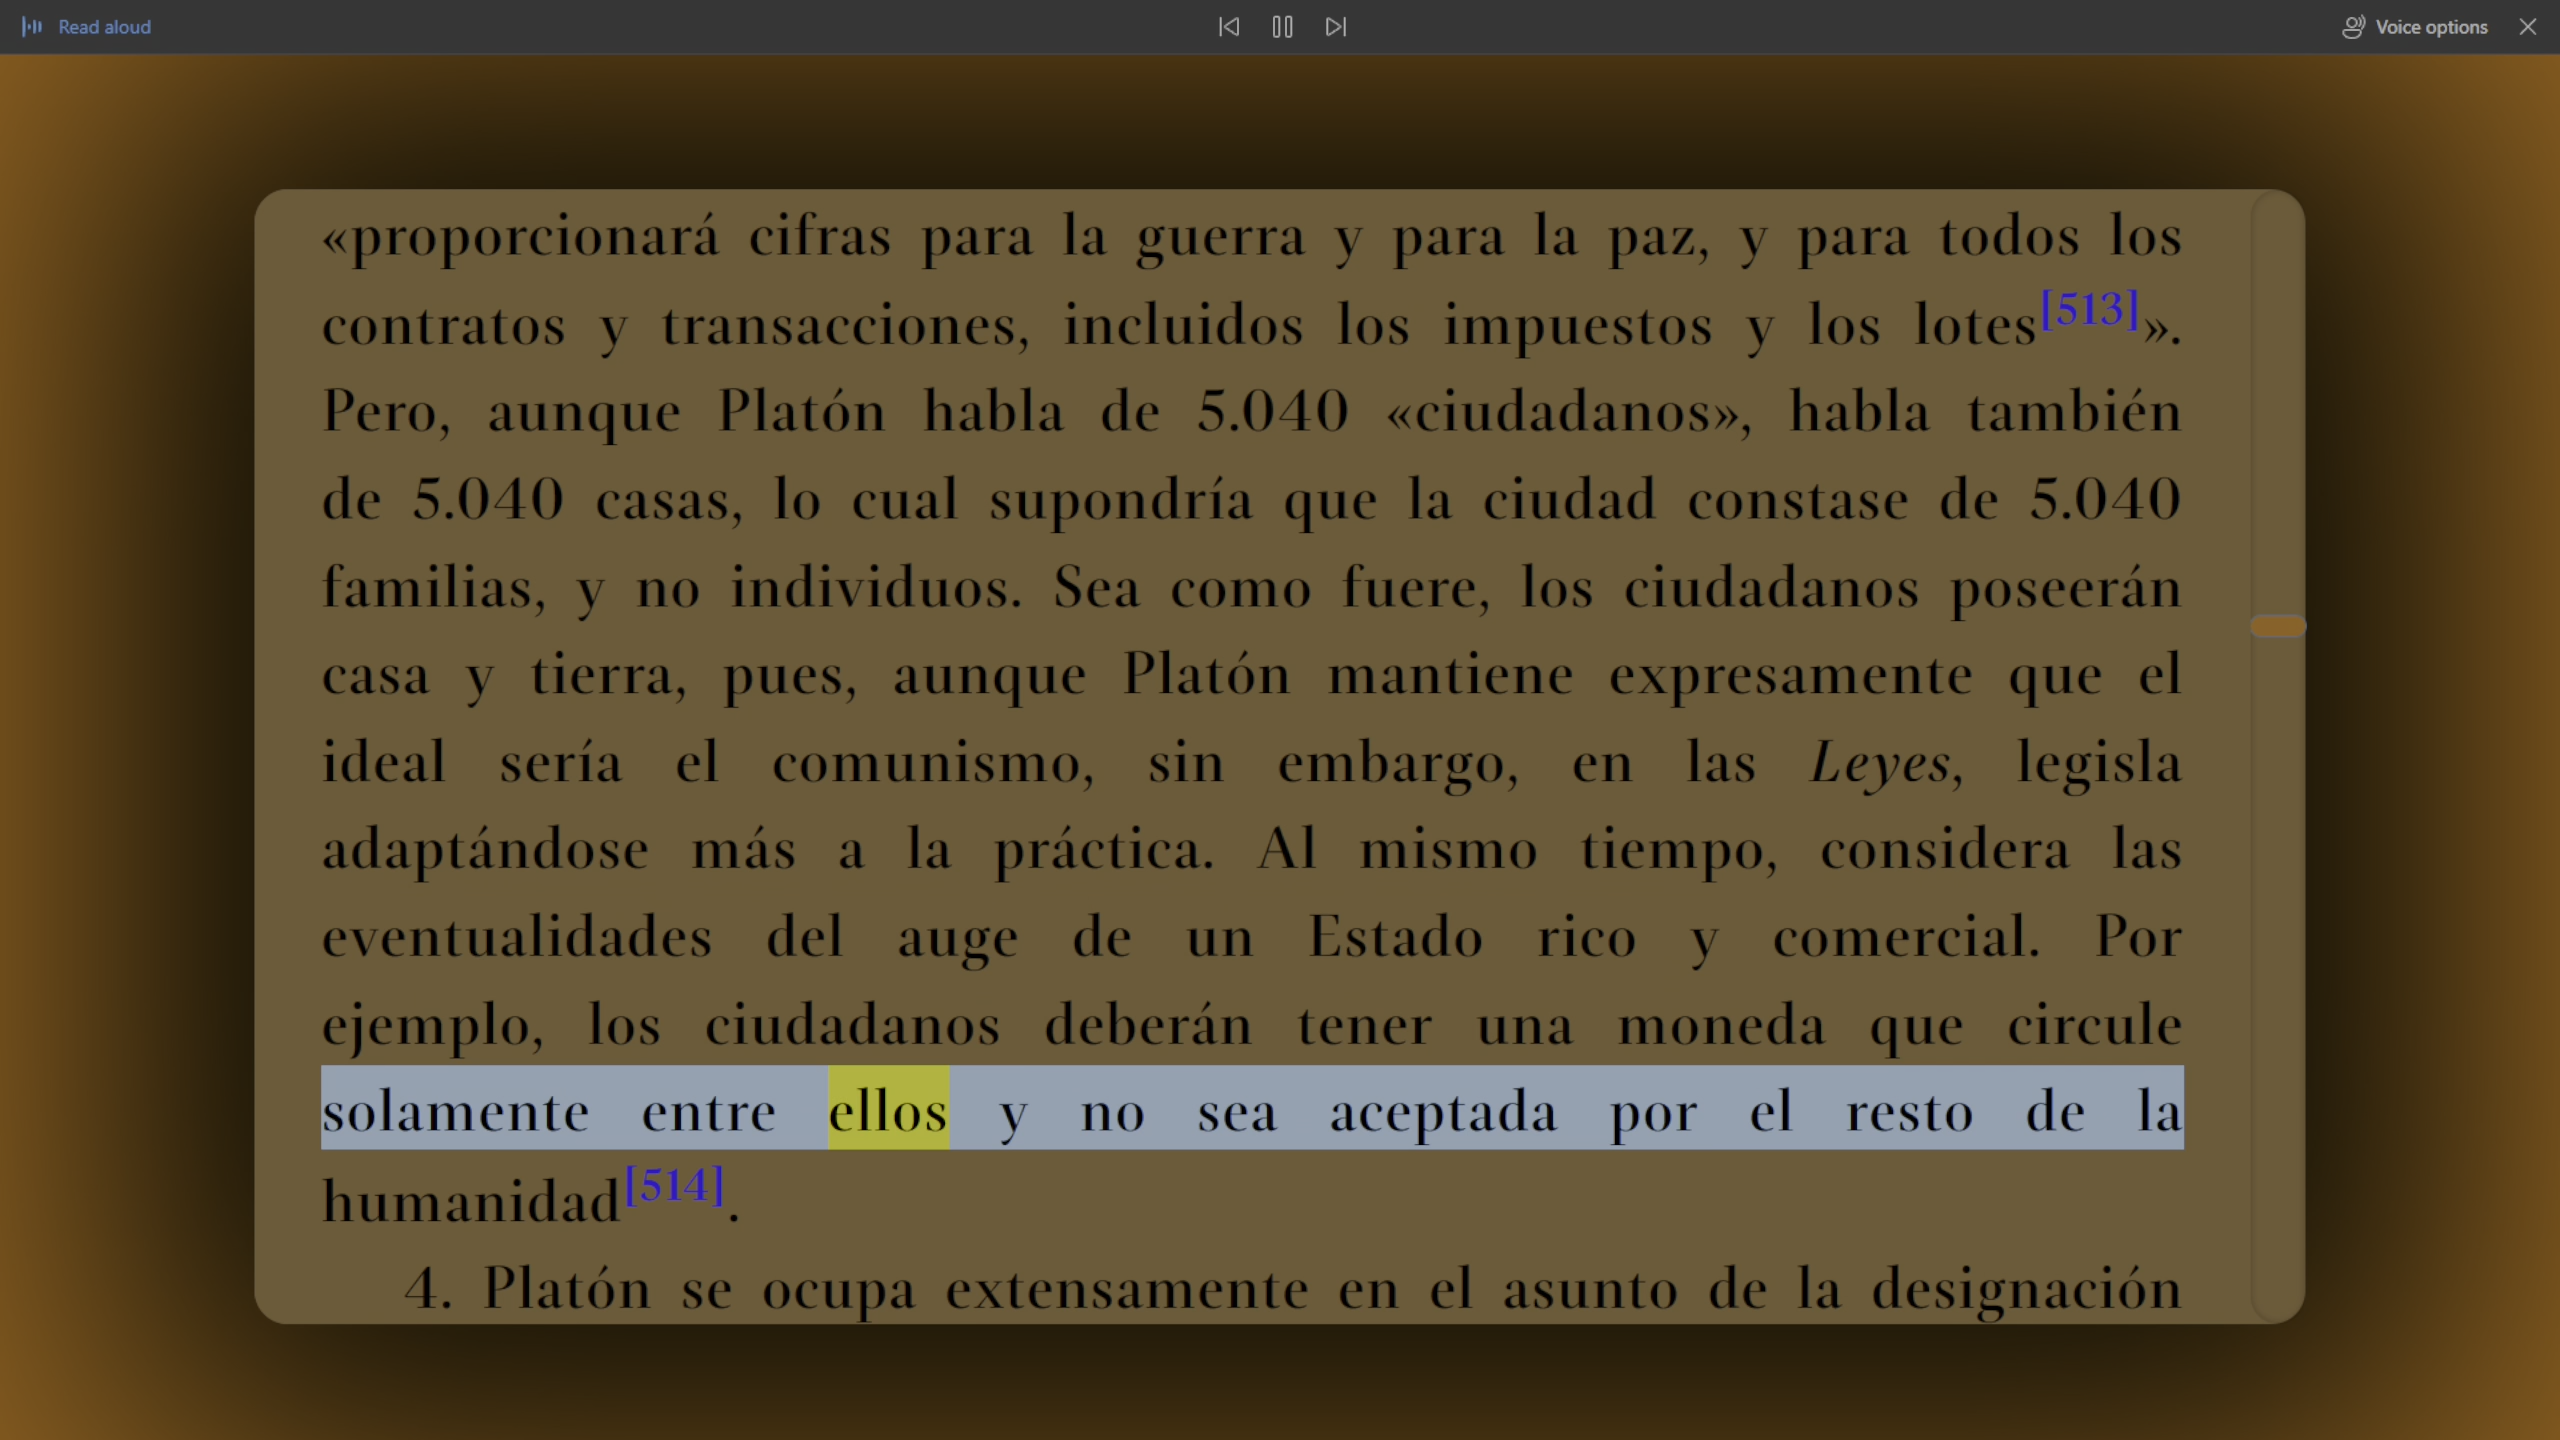 Read aloud
Voice options
«proporcionará cifras para la guerra y para la paz, y para todos los
contratos y transacciones, incluidos los impuestos y los lotes[513]».
Pero, aunque Platón habla de 5.040 «ciudadanos», habla también
de 5.040 casas, lo cual supondría que la ciudad constase de 5.040
familias, y no individuos. Sea como fuere, los ciudadanos poseerán
casa y tierra, pues, aunque Platón mantiene expresamente que el
ideal sería el comunismo, sin embargo, en las Leyes, legisla
adaptándose más a la práctica. Al mismo tiempo, considera las
eventualidades del auge de un Estado rico y comercial. Por
ejemplo, los ciudadanos deberán tener una moneda que circule
solamente entre ellos y no sea aceptada por el resto de la
humanidad[514].
4. Platón se ocupa extensamente en el asunto de la designación